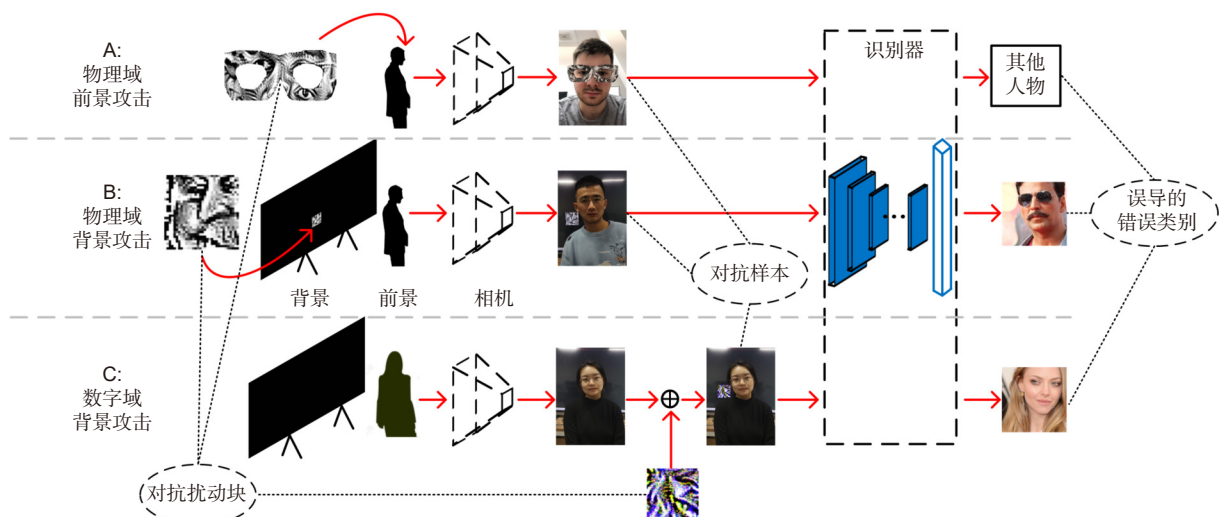 A:
物理域
前景攻击
识别器
其他
人物
B:
物理域
背景攻击
误导的
错误类别
对抗样本
背景
前景
相机
C:
数字域
背景攻击
对抗扰动块